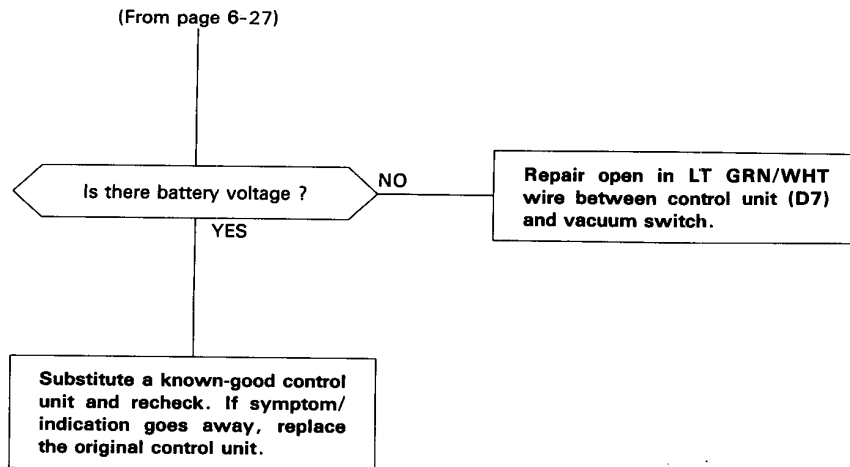 (From page 6-27)
Is there battery voltage ?
NO
YES
Repair open in LT GRN/WHT
wire between control unit (D7)
and vacuum switch.
Substitute a known-good control
unit and recheck. If symptom/
indication goes away, replace
the original control unit.